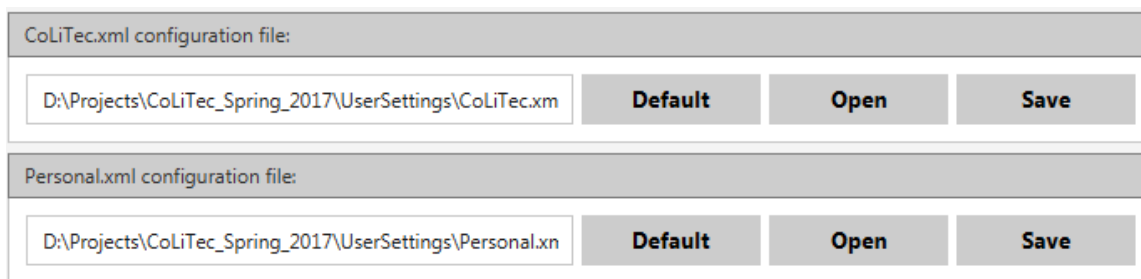 CoLiTec.xml configuration file:
D:\Projects\CoLiTec_Spring_2017\UserSettings\CoLiTec.xm Default Open Save
Personal.xml configuration file:
D:\Projects\CoLiTec_Spring_2017\UserSettings\Personal.xn Default Open Save